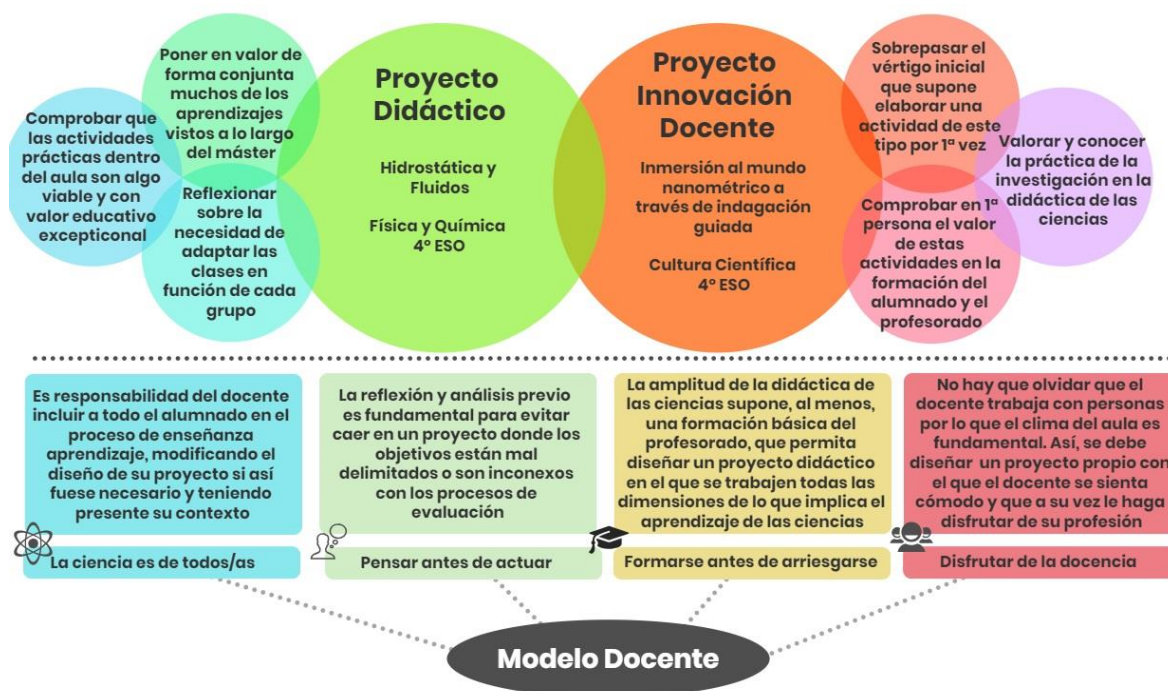 Comprobar que
las actividades
prácticas dentro
del aula son algo
viable y con
valor educativo
excepticonal
Poner en valor de
forma conjunta
muchos de los
aprendizajes
vistos a lo largo
del máster
Reflexionar
sobre la
necesidad de
adaptar las
clases en
función de cada
grupo
Proyecto
Didáctico
Hidrostática y
Fluidos
Física y Química
4º ESO
Proyecto
Innovación
Docente
Inmersión al mundo
nanométrico a
través de indagación
guiada
Cultura Científica
4º ESO
Sobrepasar el
vértigo inicial
que supone
elaborar una
actividad de este
tipo por 1ª vez
Comprobar en 1ª
persona el valor
de estas
actividades en la
formación del
alumnado y el
profesorado
Valorar y conocer
la práctica de la
investigación en la
didáctica de las
ciencias
Es responsabilidad del docente
incluir a todo el alumnado en el
proceso de enseñanza
aprendizaje, modificando el
diseño de su proyecto si así
fuese necesario y teniendo
presente su contexto
La ciencia es de todos/as
La reflexión y análisis previo
es fundamental para evitar
caer en un proyecto donde los
objetivos están mal
delimitados o son inconexos
con los procesos de
evaluación
Pensar antes de actuar
La amplitud de la didáctica de
las ciencias supone, al menos,
una formación básica del
profesorado, que permita
diseñar un proyecto didáctico
en el que se trabajen todas las
dimensiones de lo que implica el
aprendizaje de las ciencias
Formarse antes de arriesgarse
No hay que olvidar que el
docente trabaja con personas
por lo que el clima del aula es
fundamental. Así, se debe
diseñar un proyecto propio con
el que el docente se sienta
cómodo y que a su vez le haga
disfrutar de su profesión
Disfrutar de la docencia
Modelo Docente